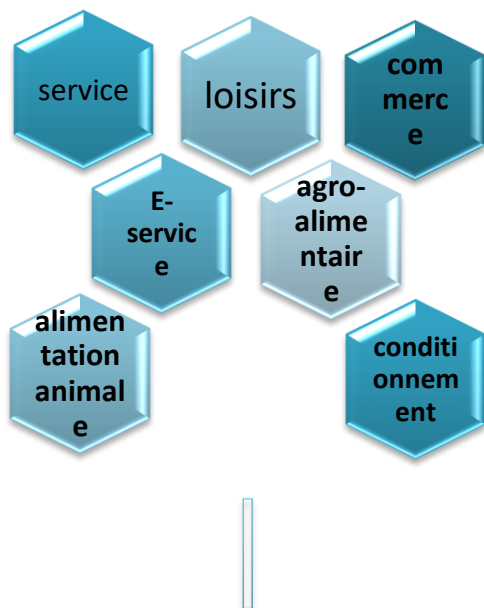 service
loisirs
com
merc
e
E-
servic
e
agro-
alime
ntair
e
alimen
tation
animal
e
conditi
onnem
ent